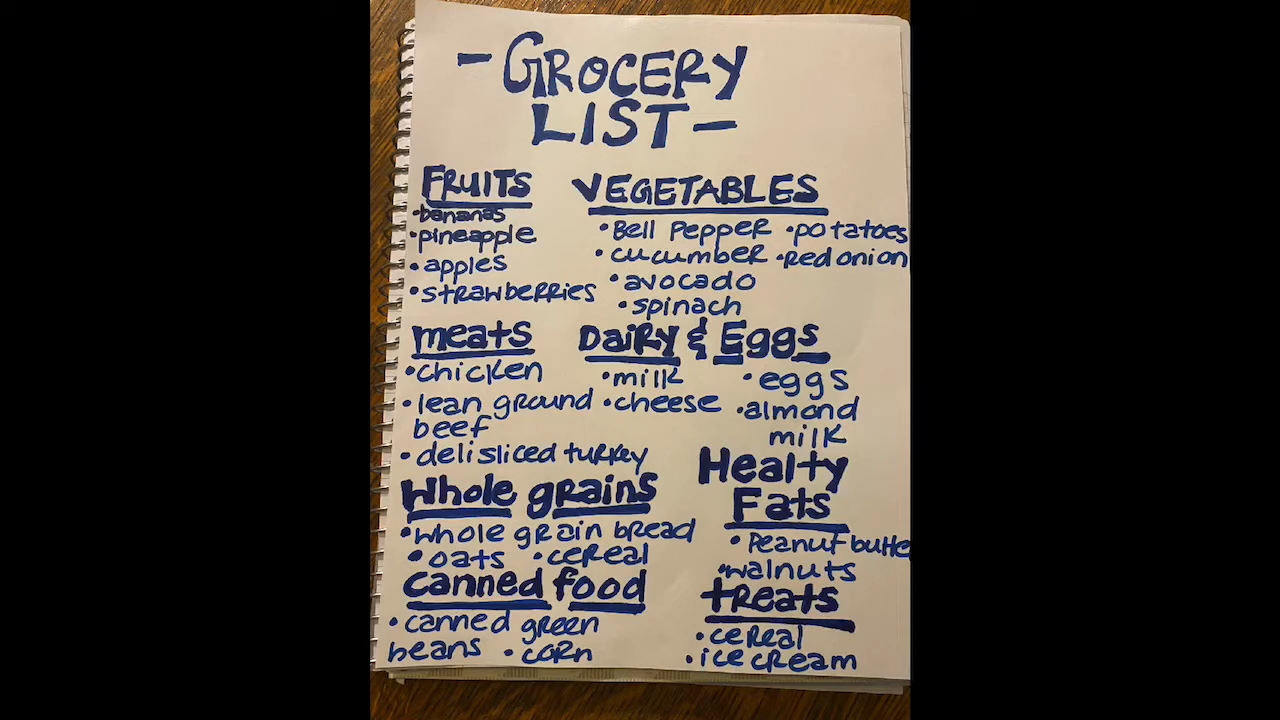 - GROCERY
LIST -
FRUITS
• bananas
• pineapple
• apples
• strawberries
VEGETABLES
• Bell Pepper • potatoes
• cucumber • Red onion
• avocado
• spinach
meats
• chicken
• lean ground
beef
• deli sliced turkey
Dairy & Eggs
• milk • eggs
• cheese • almond
milk
Whole grains
• whole grain bread
• oats • cereal
Healty
Fats
• Peanut butte
• walnuts
canned food
• canned green
beans • corn
treats
• cereal
• ice cream